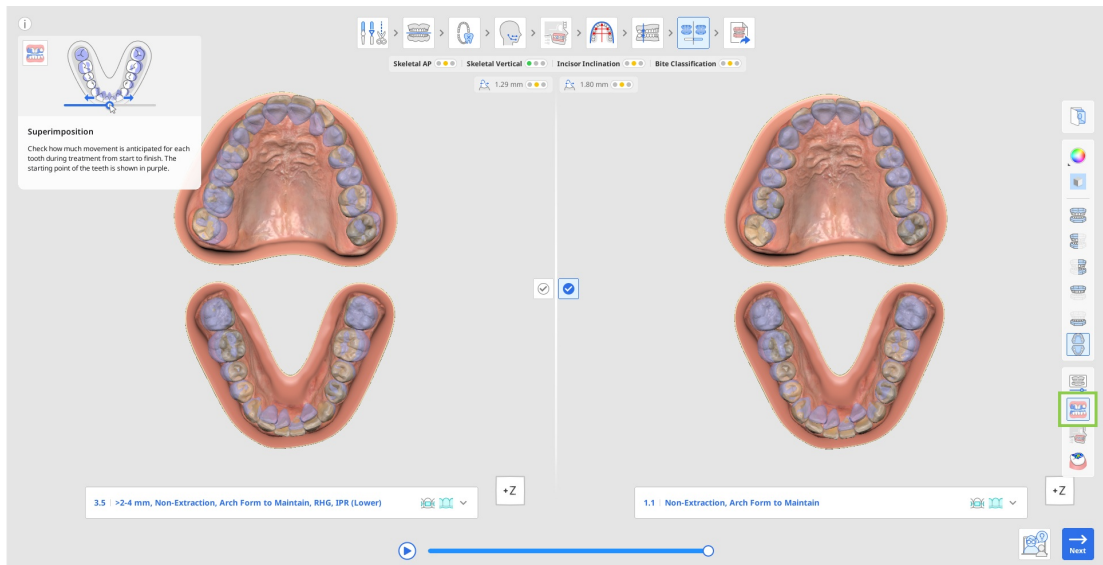 Skeletal AP Skeletal Vertical Incisor Inclination Bite Classification
1.29 mm 1.80 mm
Superimposition
Check how much movement is anticipated for each
tooth during treatment from start to finish. The
starting point of the teeth is shown in purple.
+Z +Z
3.5 | >2-4 mm, Non-Extraction, Arch Form to Maintain, RHG, IPR (Lower)
1.1 | Non-Extraction, Arch Form to Maintain
Next